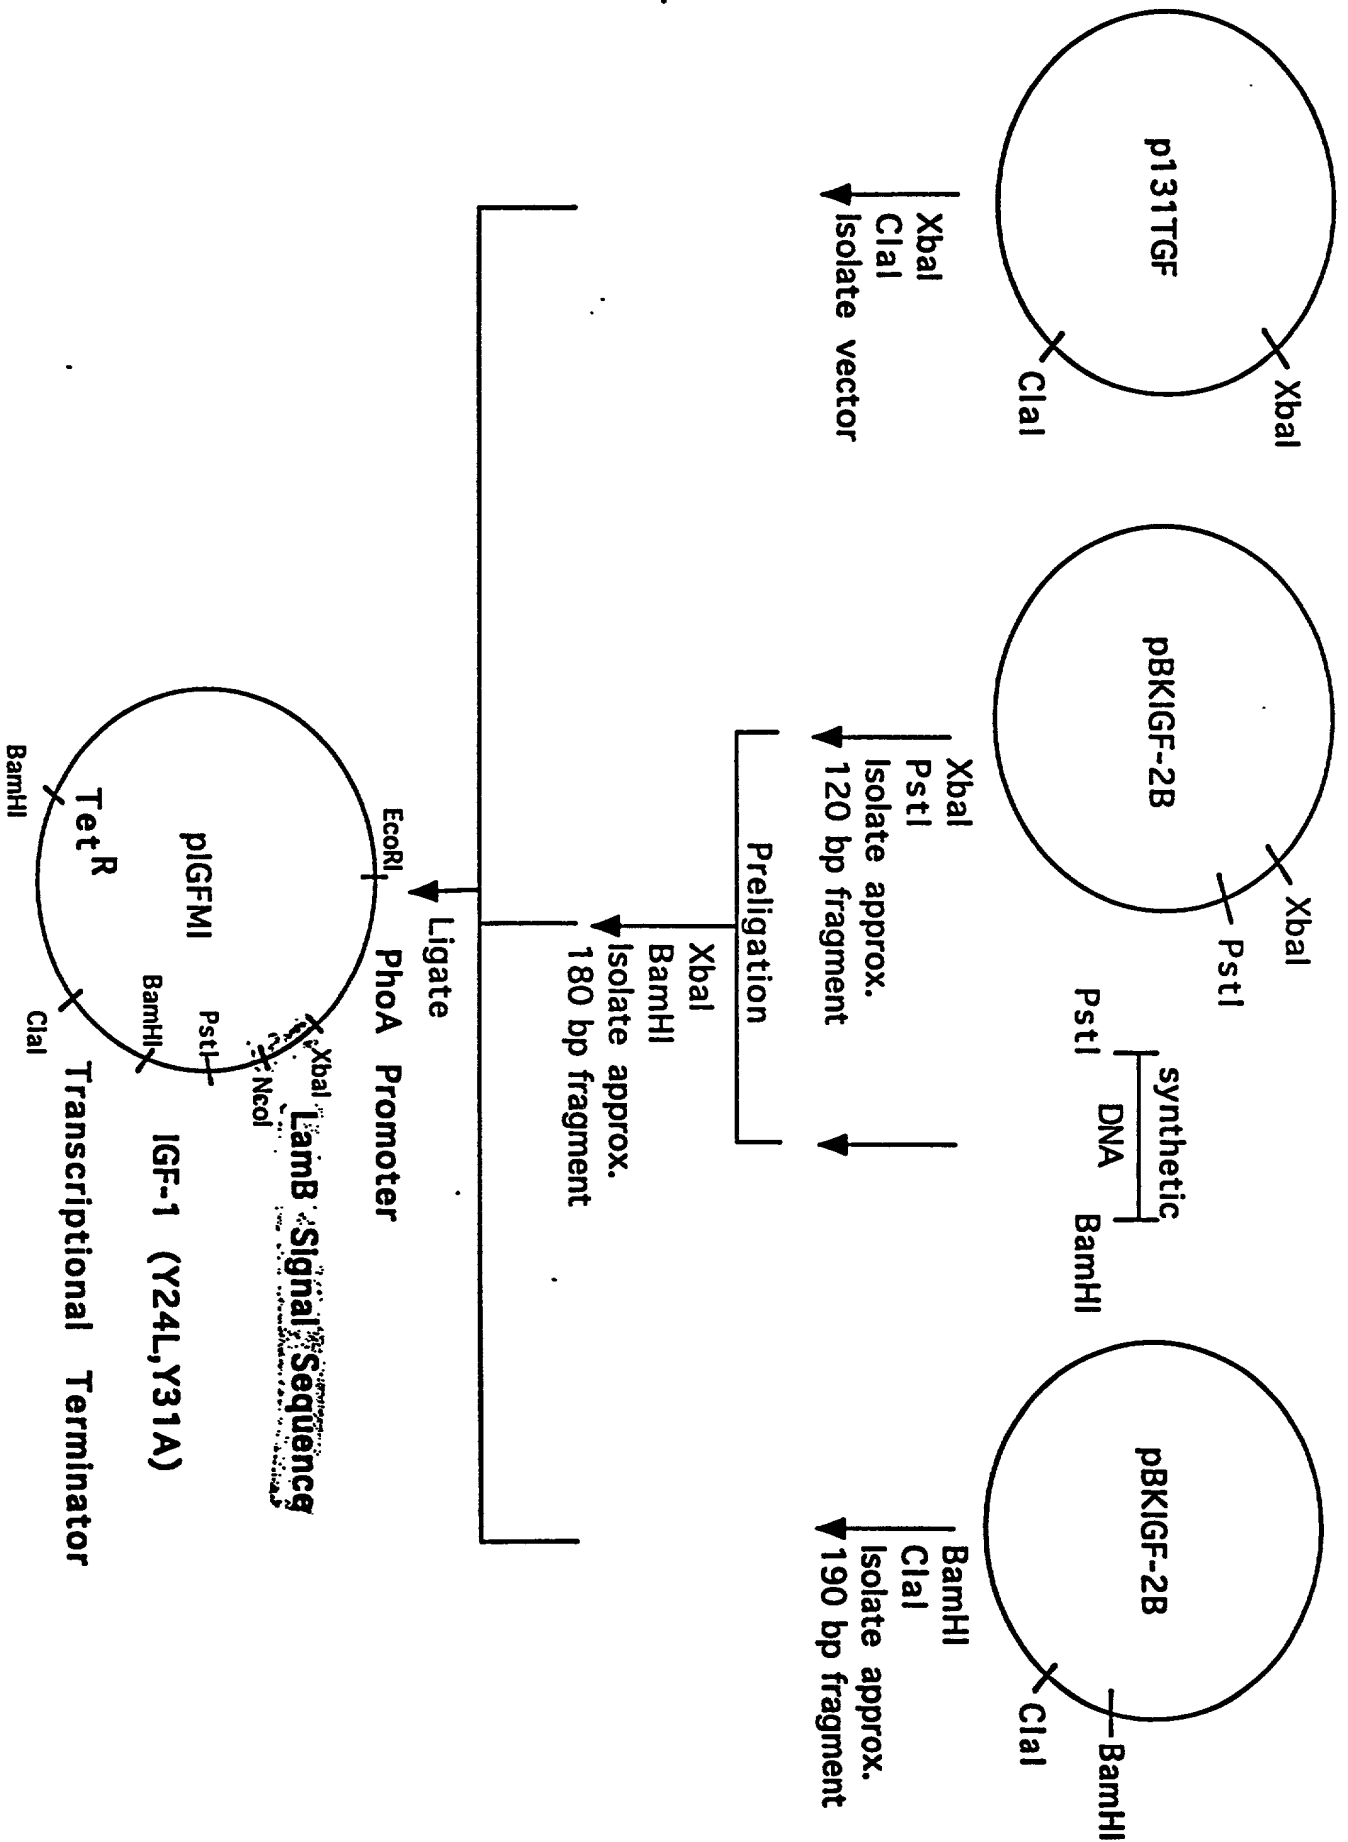 p131TGF
XbaI
ClaI
XbaI
ClaI
Isolate vector
pBKIGF-2B
XbaI
PstI
XbaI
PstI
Isolate approx.
120 bp fragment
synthetic
DNA
PstI
BamHI
pBKIGF-2B
BamHI
ClaI
BamHI
ClaI
Isolate approx.
190 bp fragment
Preligation
XbaI
BamHI
Isolate approx.
180 bp fragment
Ligate
EcoRI
PhoA Promoter
XbaI
LamB Signal Sequence
NcoI
PstI
IGF-1 (Y24L,Y31A)
BamHI
pIGFMI
Transcriptional Terminator
ClaI
Tet R
BamHI